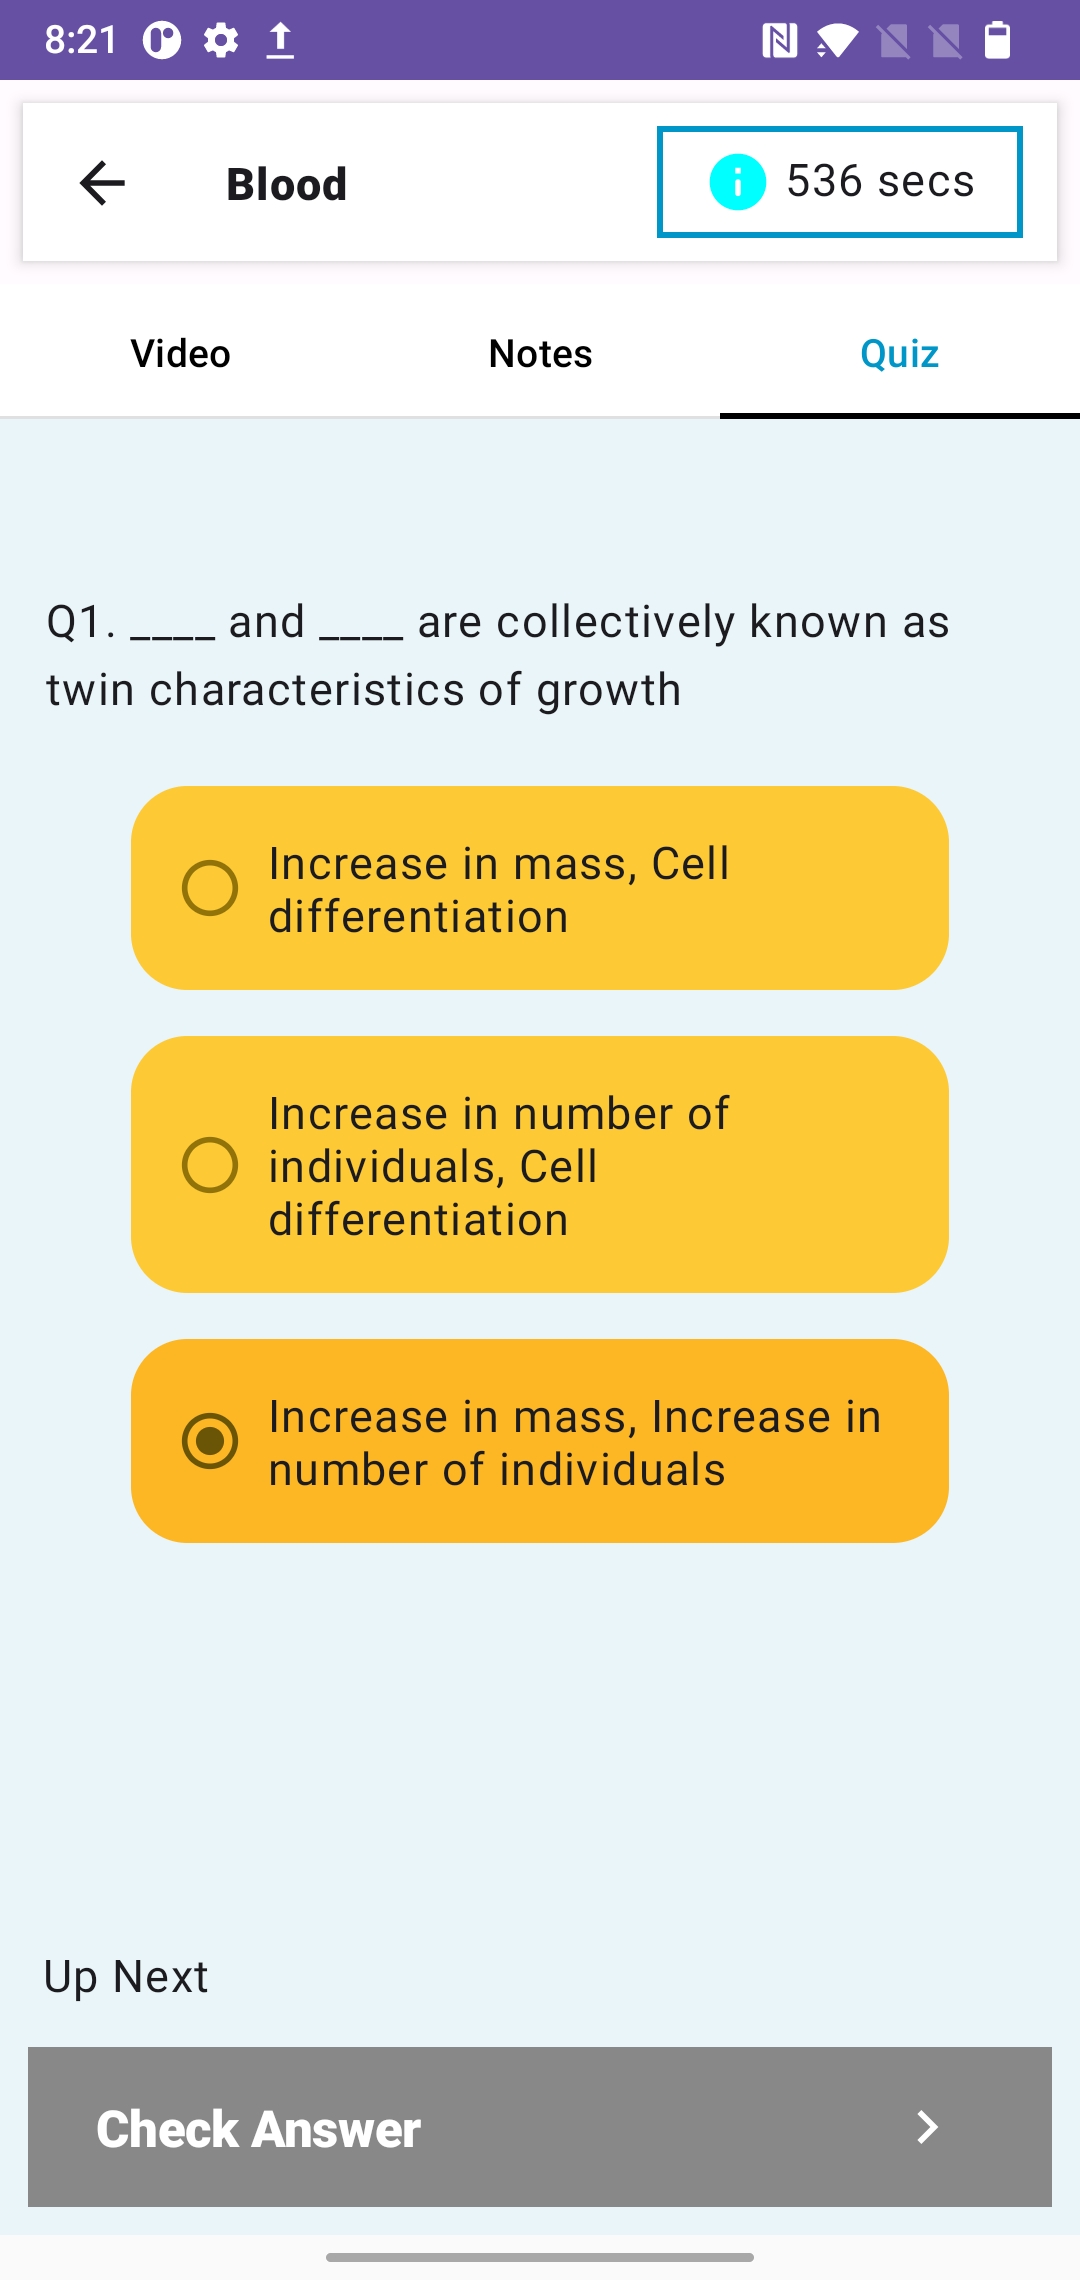 8:21
Blood
536 secs
Video
Notes
Quiz
Q1. ____ and ____ are collectively known as
twin characteristics of growth
Increase in mass, Cell
differentiation
Increase in number of
individuals, Cell
differentiation
Increase in mass, Increase in
number of individuals
Up Next
Check Answer